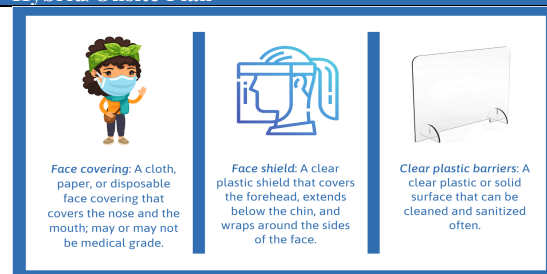 Hybrid/Onsite Plan
Face covering: A cloth,
paper, or disposable
face covering that
covers the nose and the
mouth; may or may not
be medical grade.
Face shield: A clear
plastic shield that covers
the forehead, extends
below the chin, and
wraps around the sides
of the face.
Clear plastic barriers: A
clear plastic or solid
surface that can be
cleaned and sanitized
often.